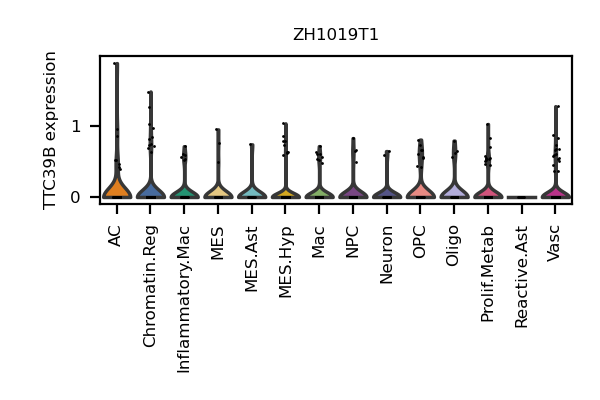 ZH1019T1
TTC39B expression
1
0
AC
Chromatin.Reg
Inflammatory.Mac
MES
MES.Ast
MES.Hyp
Mac
NPC
Neuron
OPC
Oligo
Prolif.Metab
Reactive.Ast
Vasc